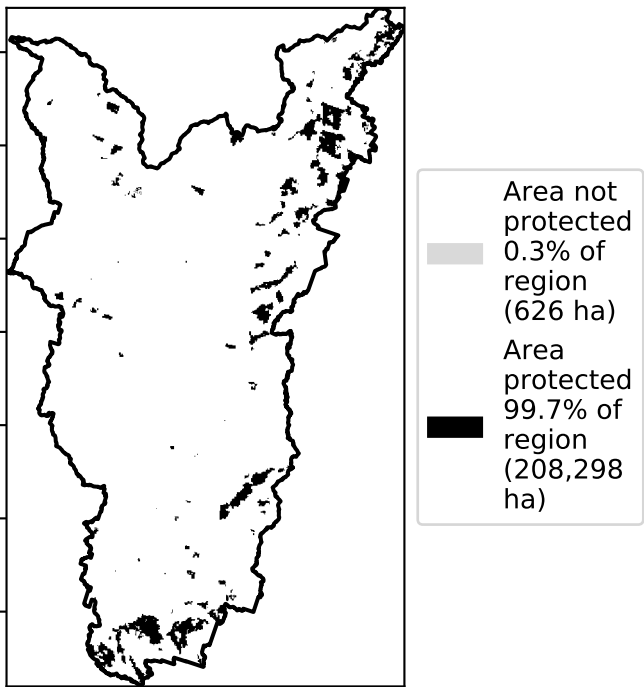 Area not
protected
0.3% of
region
(626 ha)
Area
protected
99.7% of
region
(208,298
ha)